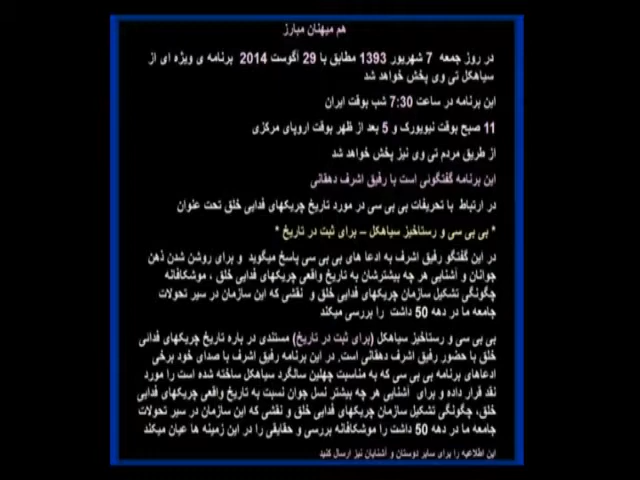 هم میهنان مبارز
در روز جمعه 7 شهریور 1393 مطابق با 29 آگوست 2014 برنامه ی ویژه ای از
سیاهکل تی وی پخش خواهد شد
این برنامه در ساعت 7:30 شب بوقت ایران
11 صبح بوقت نیویورک و 5 بعد از ظهر بوقت اروپای مرکزی
از طریق مردم تی وی نیز پخش خواهد شد
این برنامه گفتگوئی است با رفیق اشرف دهقانی
در ارتباط با تحریفات بی بی سی در مورد تاریخ چریکهای فدایی خلق تحت عنوان
* بی بی سی و رستاخیز سیاهکل – برای ثبت در تاریخ *
در این گفتگو رفیق اشرف به ادعا های بی بی سی پاسخ میگوید و برای روشن شدن ذهن
جوانان و آشنایی هر چه بیشترشان به تاریخ واقعی چریکهای فدایی خلق ، موشکافانه
چگونگی تشکیل سازمان چریکهای فدایی خلق و نقشی که این سازمان در سیر تحولات
جامعه ما در دهه 50 داشت را بررسی میکند
بی بی سی و رستاخیز سیاهکل (برای ثبت در تاریخ) مستندی در باره تاریخ چریکهای فدائی
خلق با حضور رفیق اشرف دهقانی است. در این برنامه رفیق اشرف با صدای خود برخی
ادعاهای برنامه بی بی سی که به مناسبت چهلین سالگرد سیاهکل ساخته شده است را مورد
نقد قرار داده و برای آشنایی هر چه بیشتر نسل جوان نسبت به تاریخ واقعی چریکهای فدایی
خلق، چگونگی تشکیل سازمان چریکهای فدایی خلق و نقشی که این سازمان در سیر تحولات
جامعه ما در دهه 50 داشت را موشکافانه بررسی و حقایقی را در این زمینه ها عیان میکند
این اطلاعیه را برای سایر دوستان و آشنایان نیز ارسال کنید